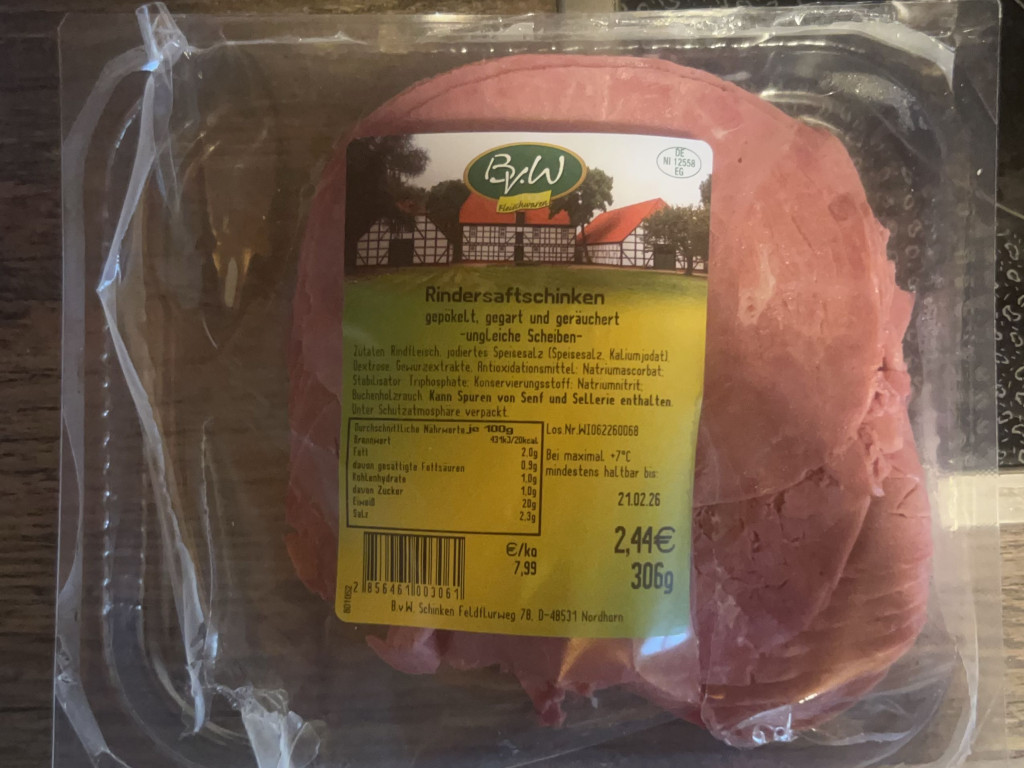 B.v.W
Fleischwaren
DE
NI 12558
EG
Rindersaftschinken
gepökelt, gegart und geräuchert
-ungleiche Scheiben-
Zutaten: Rindfleisch, jodiertes Speisesalz (Speisesalz, Kaliumjodat),
Dextrose, Gewürzextrakte, Antioxidationsmittel: Natriumascorbat;
Stabilisator: Triphosphate; Konservierungsstoff: Natriumnitrit;
Buchenholzrauch. Kann Spuren von Senf und Sellerie enthalten.
Unter Schutzatmosphäre verpackt.
Durchschnittliche Nährwerte je 100g
Brennwert
Fett 2,0g
davon gesättigte Fettsäuren 0,9g
Kohlenhydrate 1,0g
davon Zucker 1,0g
Eiweiß 20g
Salz 2,3g
Los Nr.WI062260068
Bei maximal +7°C
mindestens haltbar bis:
21.02.26
€/kg
7,99
2,44€
306g
2 856461 003061
B.v.W. Schinken Feldflurweg 7B, D-48531 Nordhorn